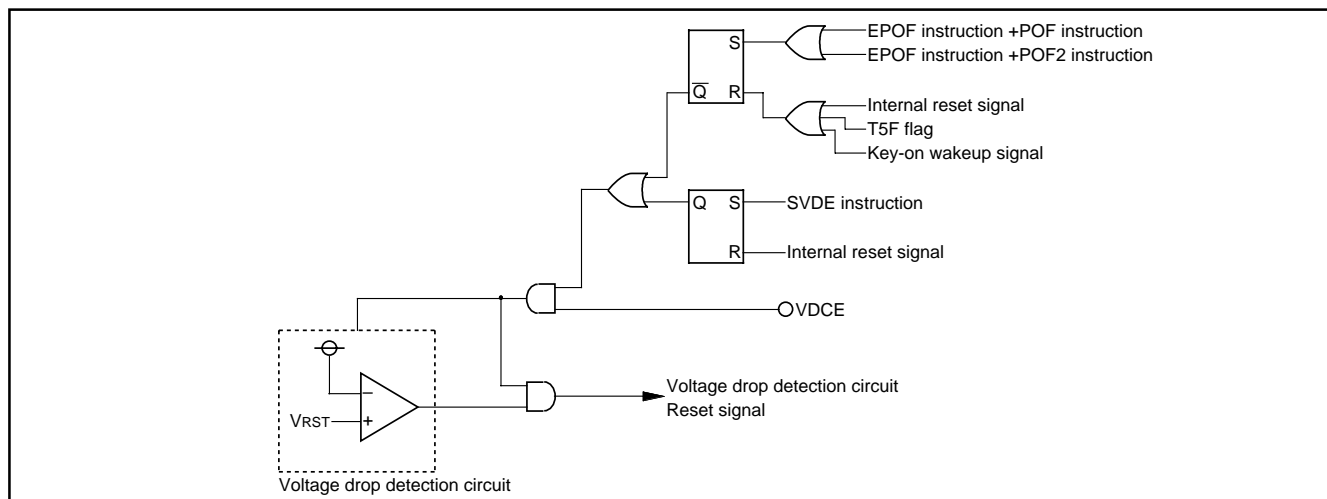 EPOF instruction +POF instruction
S
EPOF instruction +POF2 instruction
Q
R
Internal reset signal
T5F flag
Key-on wakeup signal
Q
S
SVDE instruction
R
Internal reset signal
VDCE
Voltage drop detection circuit
Reset signal
−
VRST
+
Voltage drop detection circuit